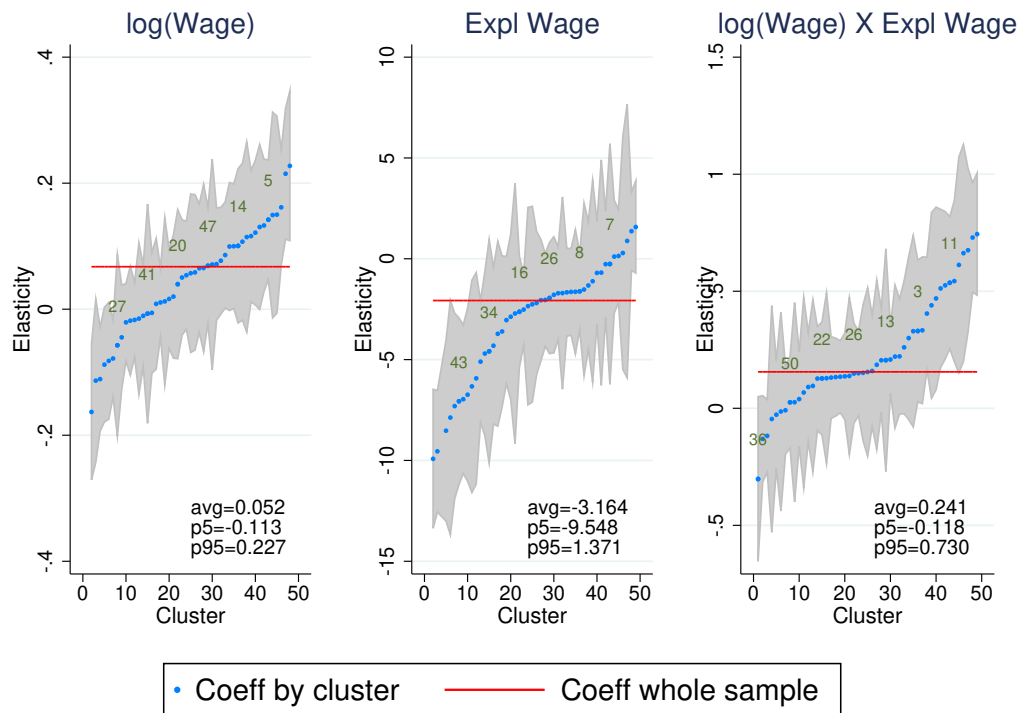 log(Wage)
Expl Wage
log(Wage) X Expl Wage
Elasticity
.4
.2
0
-.2
-.4
27
41
20
47
14
5
avg=0.052
p5=-0.113
p95=0.227
0 10 20 30 40 50
Cluster
Elasticity
10
5
0
-5
-10
-15
43
34
16
26
8
7
avg=-3.164
p5=-9.548
p95=1.371
0 10 20 30 40 50
Cluster
Elasticity
1.5
1
.5
0
-.5
36
50
22
26
13
3
11
avg=0.241
p5=-0.118
p95=0.730
0 10 20 30 40 50
Cluster
Coeff by cluster
Coeff whole sample